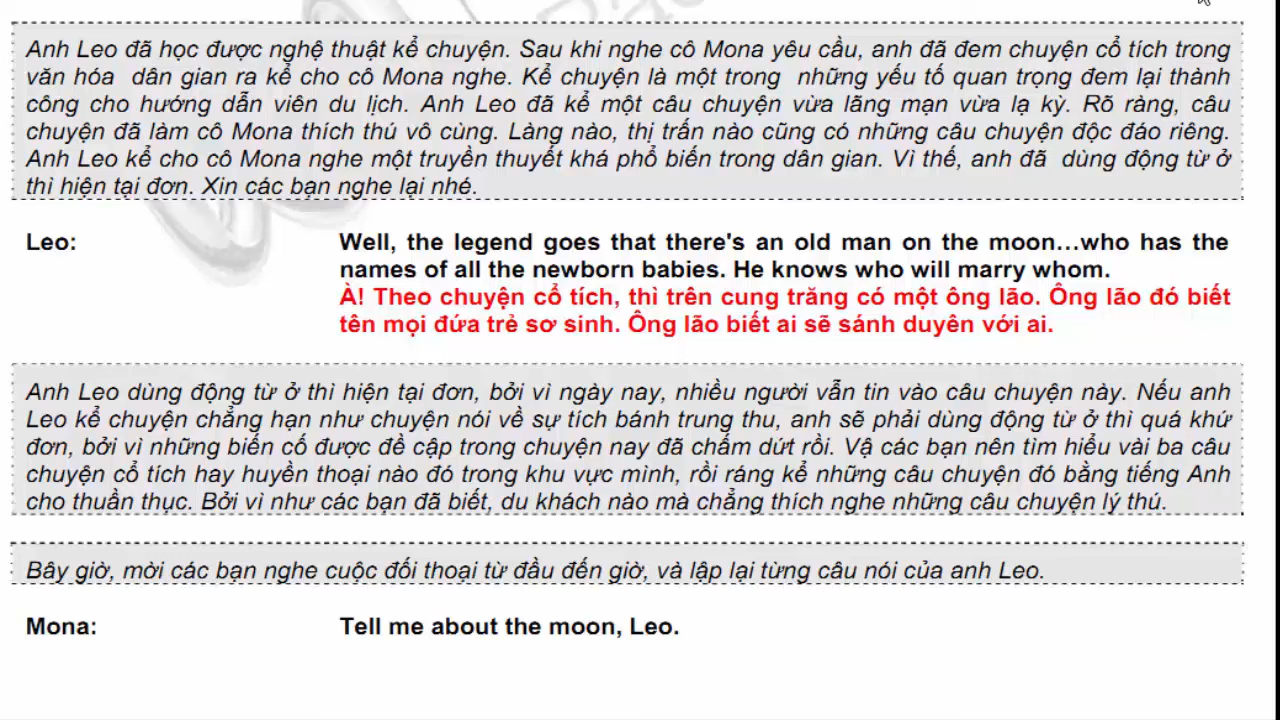 Anh Leo đã học được nghệ thuật kể chuyện. Sau khi nghe cô Mona yêu cầu, anh đã đem chuyện cổ tích trong
văn hóa dân gian ra kể cho cô Mona nghe. Kể chuyện là một trong những yếu tố quan trọng đem lại thành
công cho hướng dẫn viên du lịch. Anh Leo đã kể một câu chuyện vừa lãng mạn vừa lạ kỳ. Rõ ràng, câu
chuyện đã làm cô Mona thích thú vô cùng. Làng nào, thị trấn nào cũng có những câu chuyện độc đáo riêng.
Anh Leo kể cho cô Mona nghe một truyền thuyết khá phổ biến trong dân gian. Vì thế, anh đã dùng động từ ở
thì hiện tại đơn. Xin các bạn nghe lại nhé.
Leo: Well, the legend goes that there's an old man on the moon...who has the
names of all the newborn babies. He knows who will marry whom.
À! Theo chuyện cổ tích, thì trên cung trăng có một ông lão. Ông lão đó biết
tên mọi đứa trẻ sơ sinh. Ông lão biết ai sẽ sánh duyên với ai.
Anh Leo dùng động từ ở thì hiện tại đơn, bởi vì ngày nay, nhiều người vẫn tin vào câu chuyện này. Nếu anh
Leo kể chuyện chẳng hạn như chuyện nói về sự tích bánh trung thu, anh sẽ phải dùng động từ ở thì quá khứ
đơn, bởi vì những biến cố được đề cập trong chuyện nay đã chấm dứt rồi. Vậ các bạn nên tìm hiểu vài ba câu
chuyện cổ tích hay huyền thoại nào đó trong khu vực mình, rồi ráng kể những câu chuyện đó bằng tiếng Anh
cho thuần thục. Bởi vì như các bạn đã biết, du khách nào mà chẳng thích nghe những câu chuyện lý thú.
Bây giờ, mời các bạn nghe cuộc đối thoại từ đầu đến giờ, và lập lại từng câu nói của anh Leo.
Mona: Tell me about the moon, Leo.